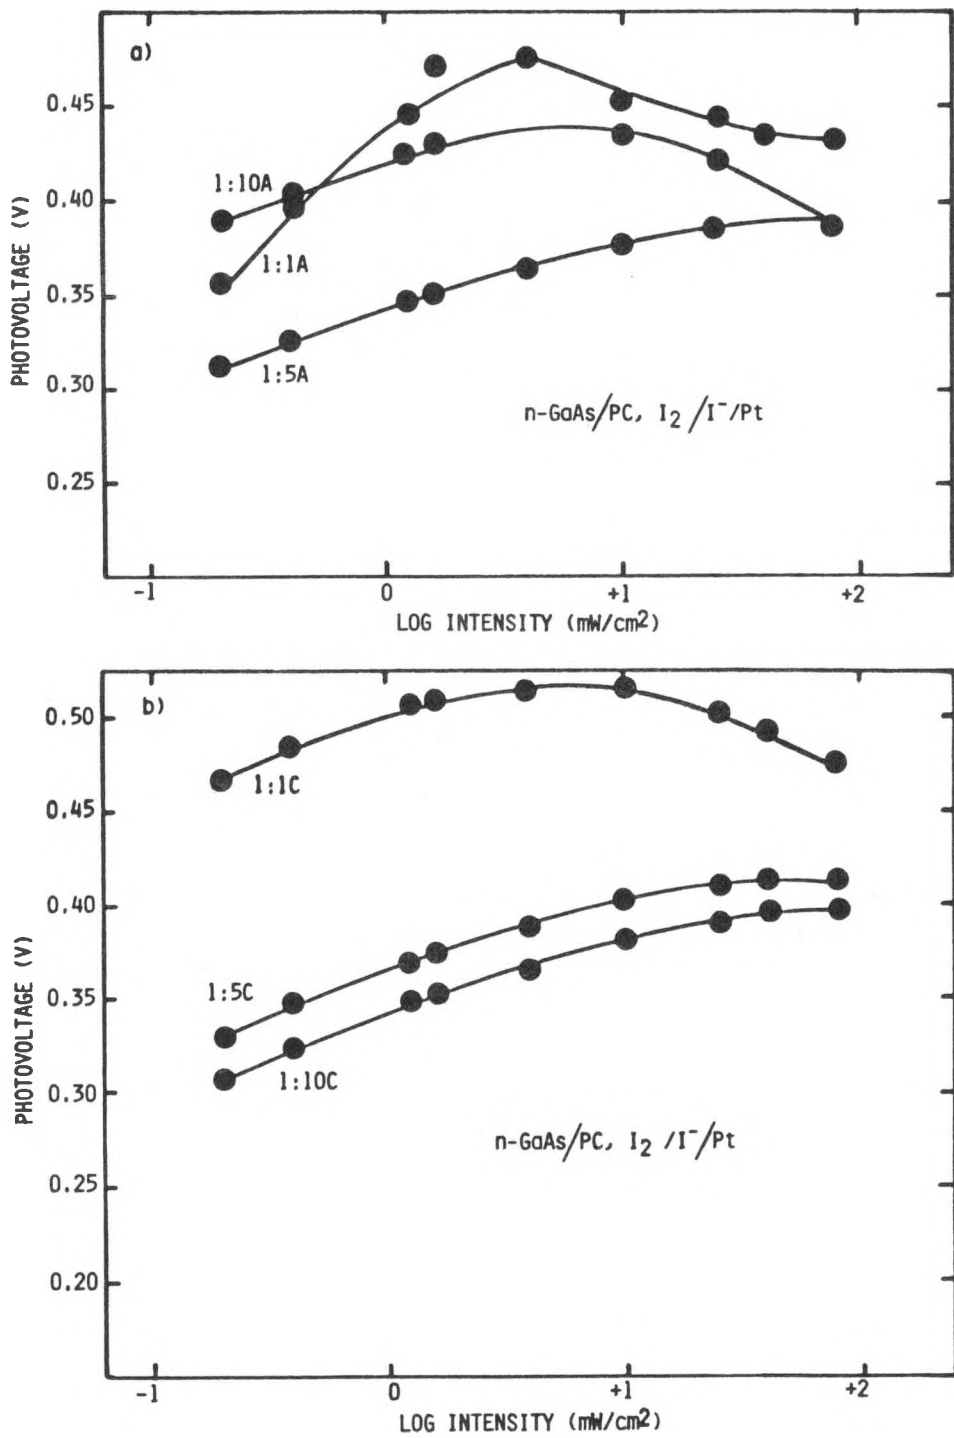 a)
0.45
0.40
0.35
0.30
0.25
PHOTOVOLTAGE (V)
1:10A
1:1A
1:5A
n-GaAs/PC, I₂/I⁻/Pt
-1 0 +1 +2
LOG INTENSITY (mW/cm²)
b)
0.50
0.45
0.40
0.35
0.30
0.25
0.20
PHOTOVOLTAGE (V)
1:1C
1:5C
1:10C
n-GaAs/PC, I₂ /I⁻/Pt
-1 0 +1 +2
LOG INTENSITY (mW/cm²)